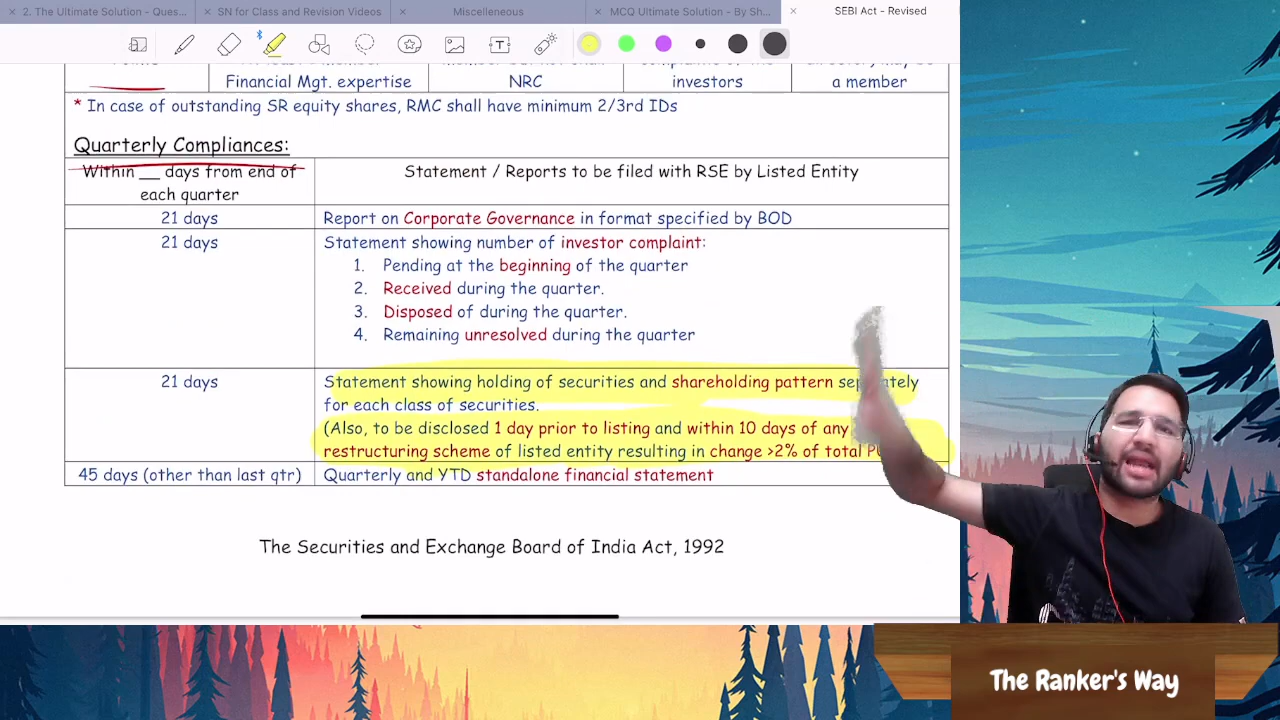 2. The Ultimate Solution - Ques...
SN for Class and Revision Videos
Miscellaneous
MCQ Ultimate Solution - By Sh...
SEBI Act - Revised
Financial Mgt. expertise
NRC
investors
a member
* In case of outstanding SR equity shares, RMC shall have minimum 2/3rd IDs
Quarterly Compliances:
Within __ days from end of each quarter
Statement / Reports to be filed with RSE by Listed Entity
21 days
Report on Corporate Governance in format specified by BOD
21 days
Statement showing number of investor complaint:
1. Pending at the beginning of the quarter
2. Received during the quarter.
3. Disposed of during the quarter.
4. Remaining unresolved during the quarter
21 days
Statement showing holding of securities and shareholding pattern separately
for each class of securities.
(Also, to be disclosed 1 day prior to listing and within 10 days of any
restructuring scheme of listed entity resulting in change >2% of total
45 days (other than last qtr)
Quarterly and YTD standalone financial statement
The Securities and Exchange Board of India Act, 1992
The Ranker's Way